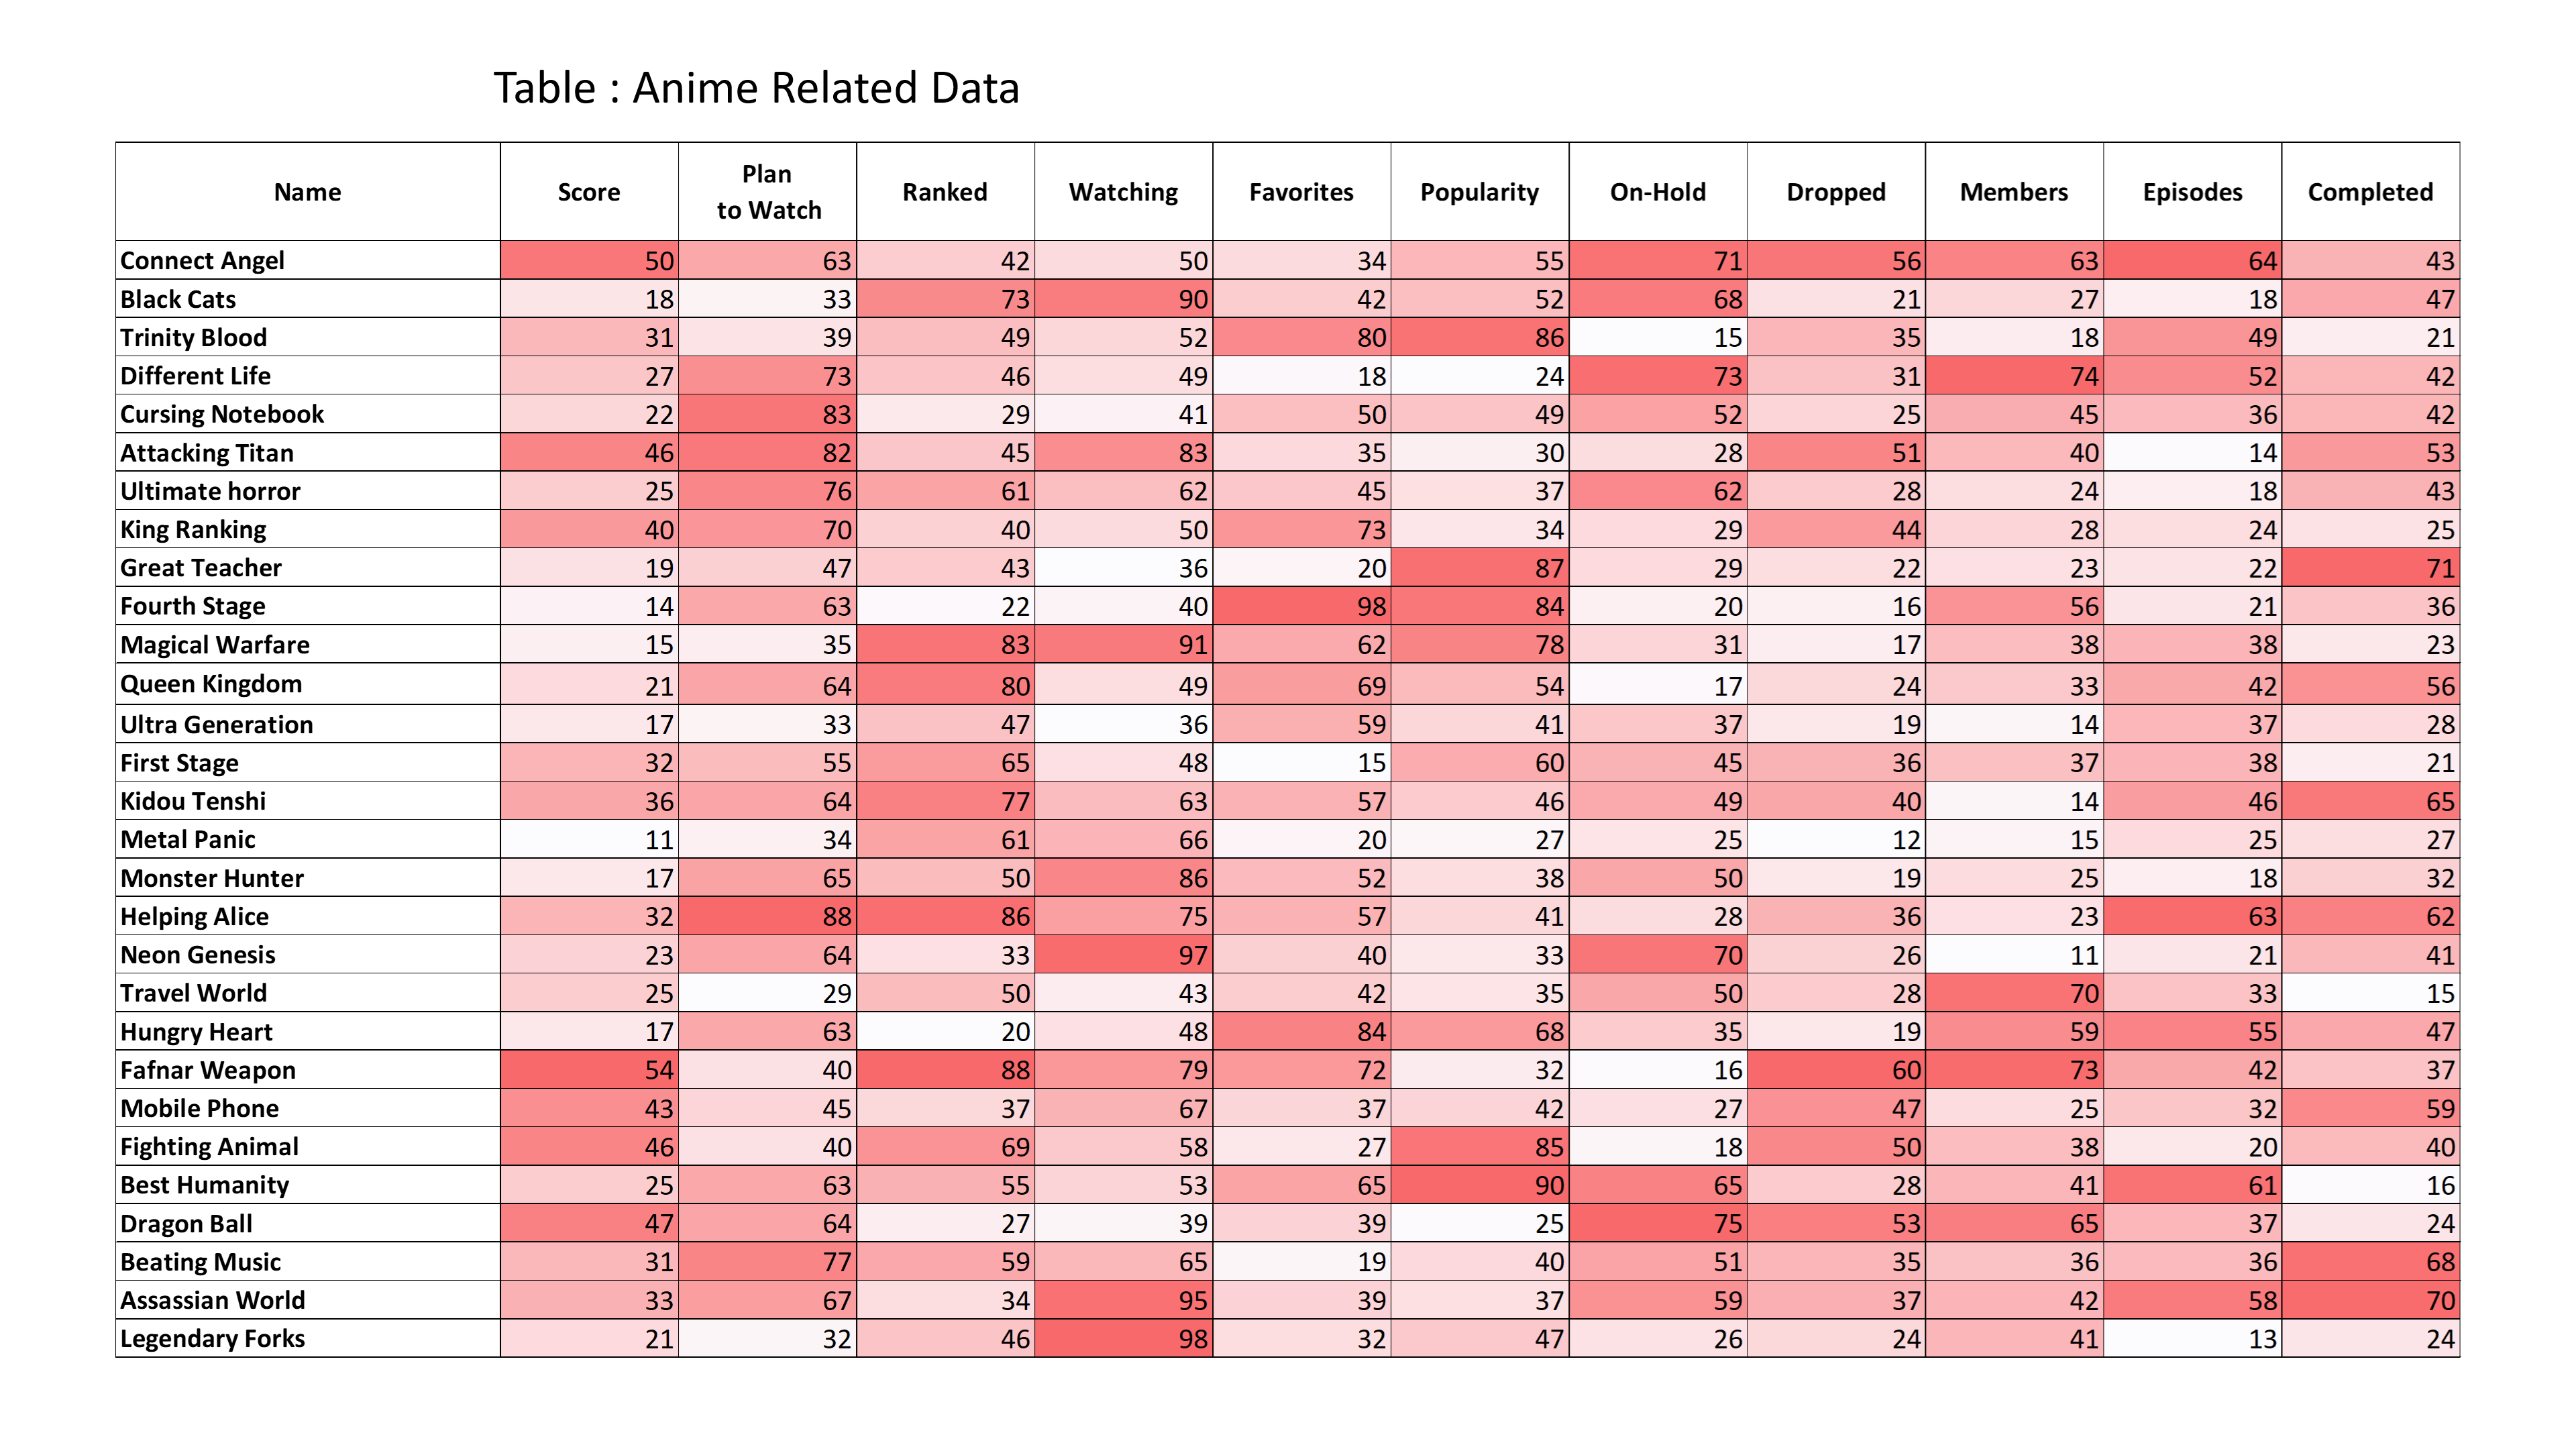 Table : Anime Related Data
Name Score Plan to Watch Ranked Watching Favorites Popularity On-Hold Dropped Members Episodes Completed
Connect Angel 50 63 42 50 34 55 71 56 63 64 43
Black Cats 18 33 73 90 42 52 68 21 27 18 47
Trinity Blood 31 39 49 52 80 86 15 35 18 49 21
Different Life 27 73 46 49 18 24 73 31 74 52 42
Cursing Notebook 22 83 29 41 50 49 52 25 45 36 42
Attacking Titan 46 82 45 83 35 30 28 51 40 14 53
Ultimate horror 25 76 61 62 45 37 62 28 24 18 43
King Ranking 40 70 40 50 73 34 29 44 28 24 25
Great Teacher 19 47 43 36 20 87 29 22 23 22 71
Fourth Stage 14 63 22 40 98 84 20 16 56 21 36
Magical Warfare 15 35 83 91 62 78 31 17 38 38 23
Queen Kingdom 21 64 80 49 69 54 17 24 33 42 56
Ultra Generation 17 33 47 36 59 41 37 19 14 37 28
First Stage 32 55 65 48 15 60 45 36 37 38 21
Kidou Tenshi 36 64 77 63 57 46 49 40 14 46 65
Metal Panic 11 34 61 66 20 27 25 12 15 25 27
Monster Hunter 17 65 50 86 52 38 50 19 25 18 32
Helping Alice 32 88 86 75 57 41 28 36 23 63 62
Neon Genesis 23 64 33 97 40 33 70 26 11 21 41
Travel World 25 29 50 43 42 35 50 28 70 33 15
Hungry Heart 17 63 20 48 84 68 35 19 59 55 47
Fafnar Weapon 54 40 88 79 72 32 16 60 73 42 37
Mobile Phone 43 45 37 67 37 42 27 47 25 32 59
Fighting Animal 46 40 69 58 27 85 18 50 38 20 40
Best Humanity 25 63 55 53 65 90 65 28 41 61 16
Dragon Ball 47 64 27 39 39 25 75 53 65 37 24
Beating Music 31 77 59 65 19 40 51 35 36 36 68
Assassian World 33 67 34 95 39 37 59 37 42 58 70
Legendary Forks 21 32 46 98 32 47 26 24 41 13 24